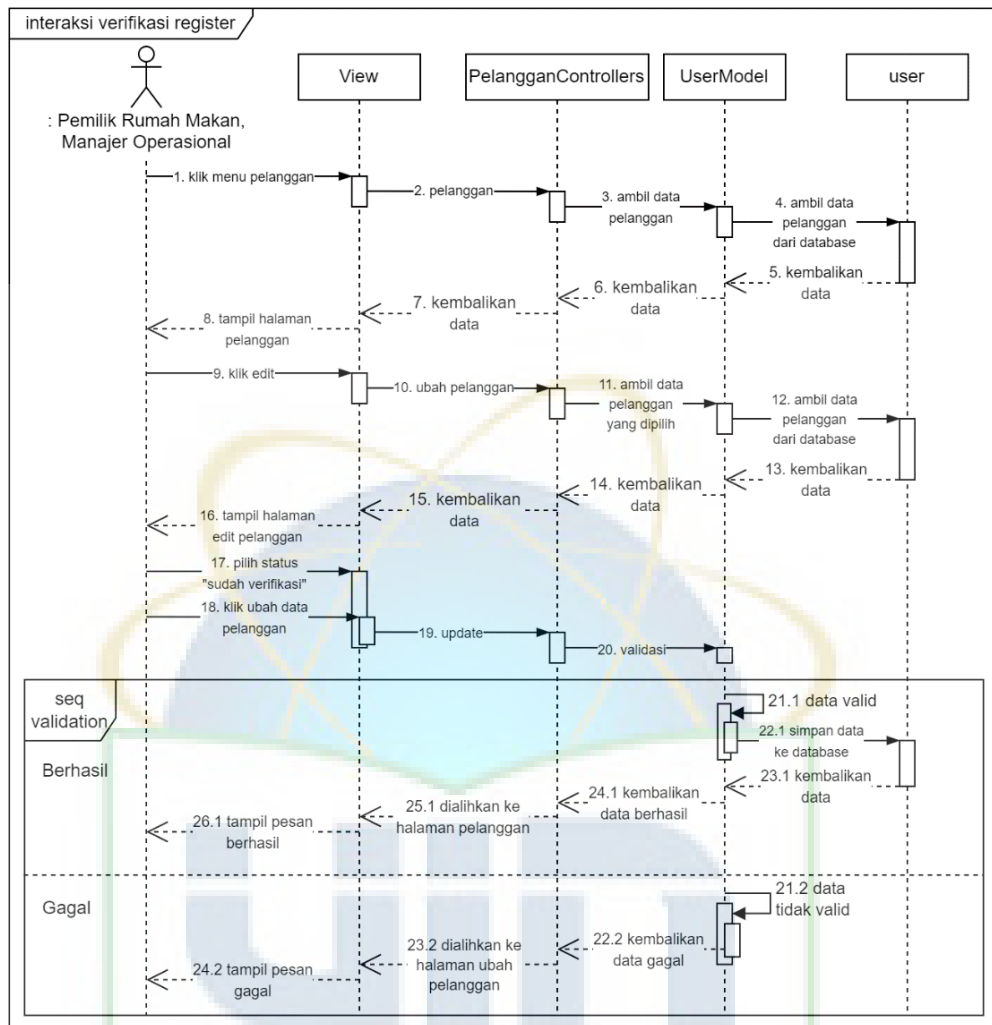 interaksi verifikasi register
View
PelangganControllers
UserModel
user
: Pemilik Rumah Makan,
Manajer Operasional
1. klik menu pelanggan
2. pelanggan
3. ambil data
pelanggan
4. ambil data
pelanggan
dari database
5. kembalikan
data
6. kembalikan
data
7. kembalikan
data
8. tampil halaman
pelanggan
9. klik edit
10. ubah pelanggan
11. ambil data
pelanggan
yang dipilih
12. ambil data
pelanggan
dari database
13. kembalikan
data
14. kembalikan
data
15. kembalikan
data
16. tampil halaman
edit pelanggan
17. pilih status
"sudah verifikasi"
18. klik ubah data
pelanggan
19. update
20. validasi
seq
validation
21.1 data valid
22.1 simpan data
ke database
Berhasil
23.1 kembalikan
data
24.1 kembalikan
data berhasil
25.1 dialihkan ke
halaman pelanggan
26.1 tampil pesan
berhasil
Gagal
21.2 data
tidak valid
22.2 kembalikan
data gagal
23.2 dialihkan ke
halaman ubah
pelanggan
24.2 tampil pesan
gagal